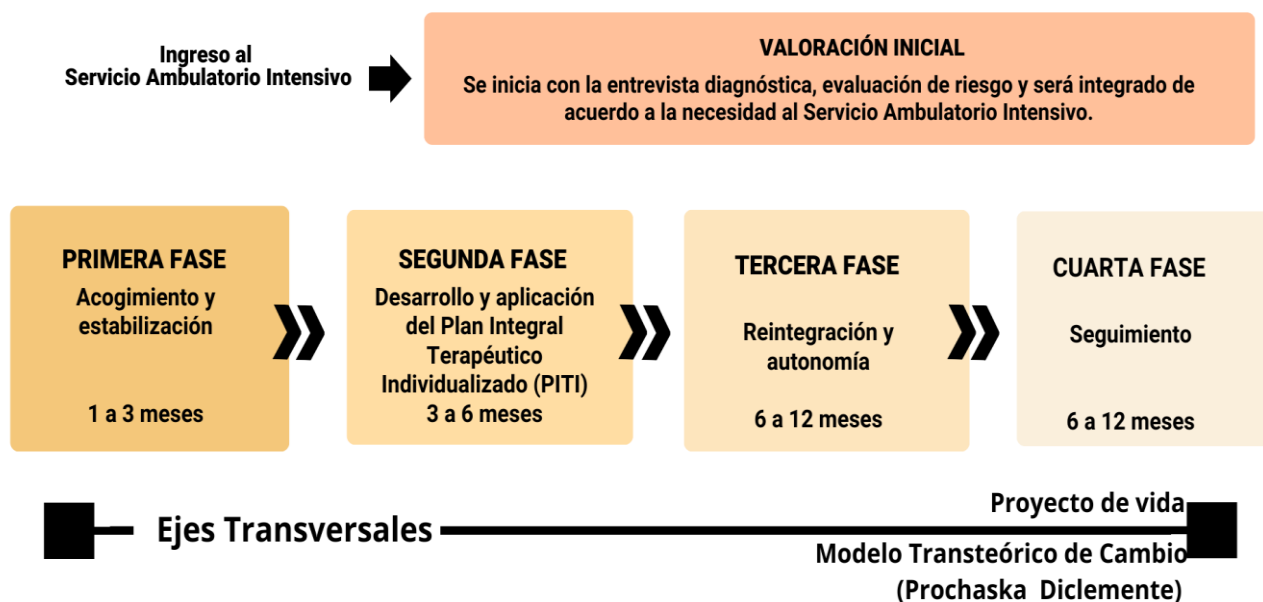 Ingreso al
Servicio Ambulatorio Intensivo
VALORACIÓN INICIAL
Se inicia con la entrevista diagnóstica, evaluación de riesgo y será integrado de
acuerdo a la necesidad al Servicio Ambulatorio Intensivo.
PRIMERA FASE
Acogimiento y
estabilización
1 a 3 meses
SEGUNDA FASE
Desarrollo y aplicación
del Plan Integral
Terapéutico
Individualizado (PITI)
3 a 6 meses
TERCERA FASE
Reintegración y
autonomía
6 a 12 meses
CUARTA FASE
Seguimiento
6 a 12 meses
Ejes Transversales
Proyecto de vida
Modelo Transteórico de Cambio
(Prochaska Diclemente)